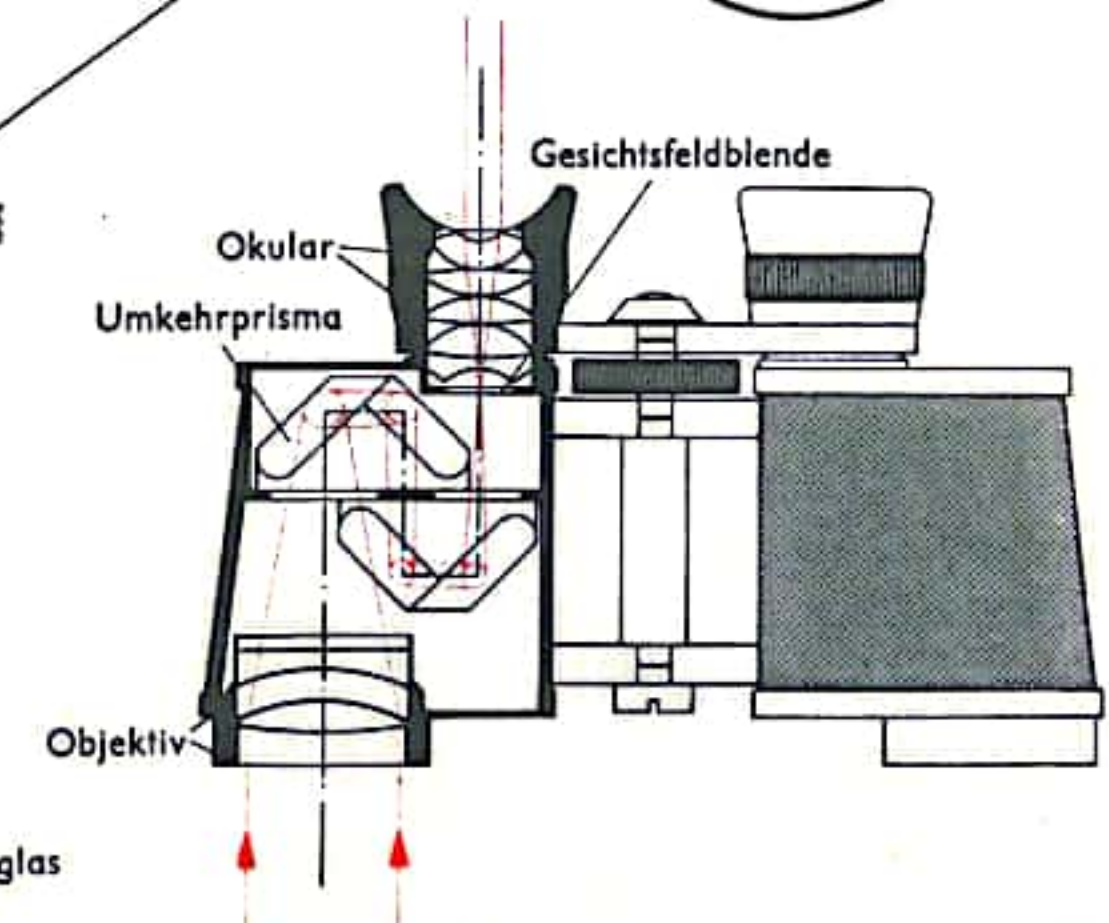 Gesichtsfeldblende
Okular
Umkehrprisma
Objektiv
glas